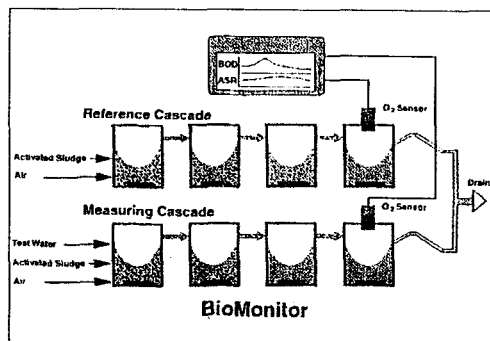 BOD
ASR
O2 Sensor
Reference Cascade
Activated Sludge
Air
Drain
Measuring Cascade
O2 Sensor
Test Water
Activated Sludge
Air
BioMonitor